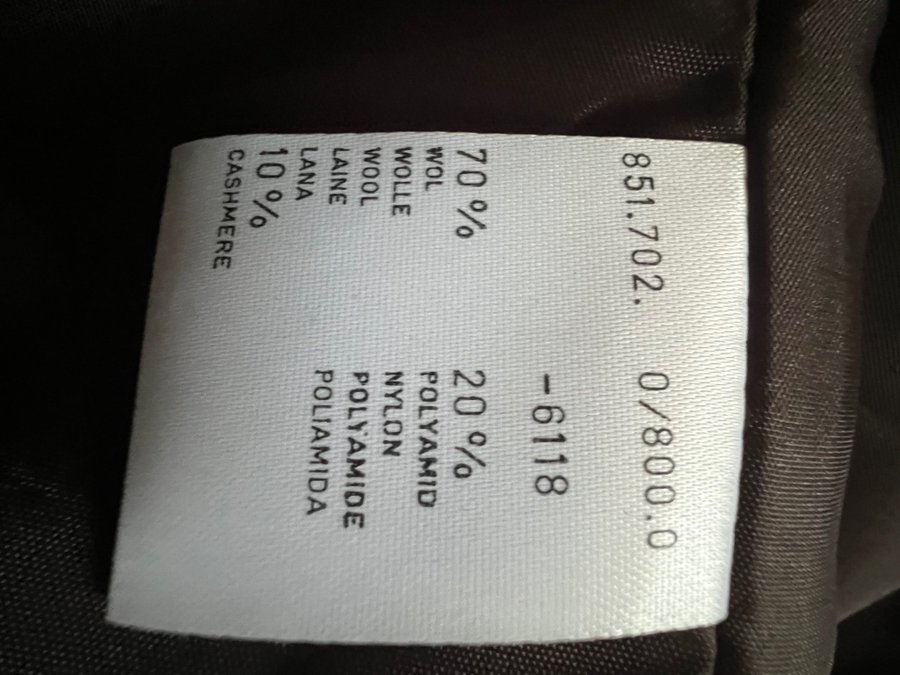 851.702. 0/800.0
-6118
70% 20%
WOL POLYAMID
WOLLE NYLON
WOOL POLYAMIDE
LAINE POLIAMIDA
LANA
10%
CASHMERE